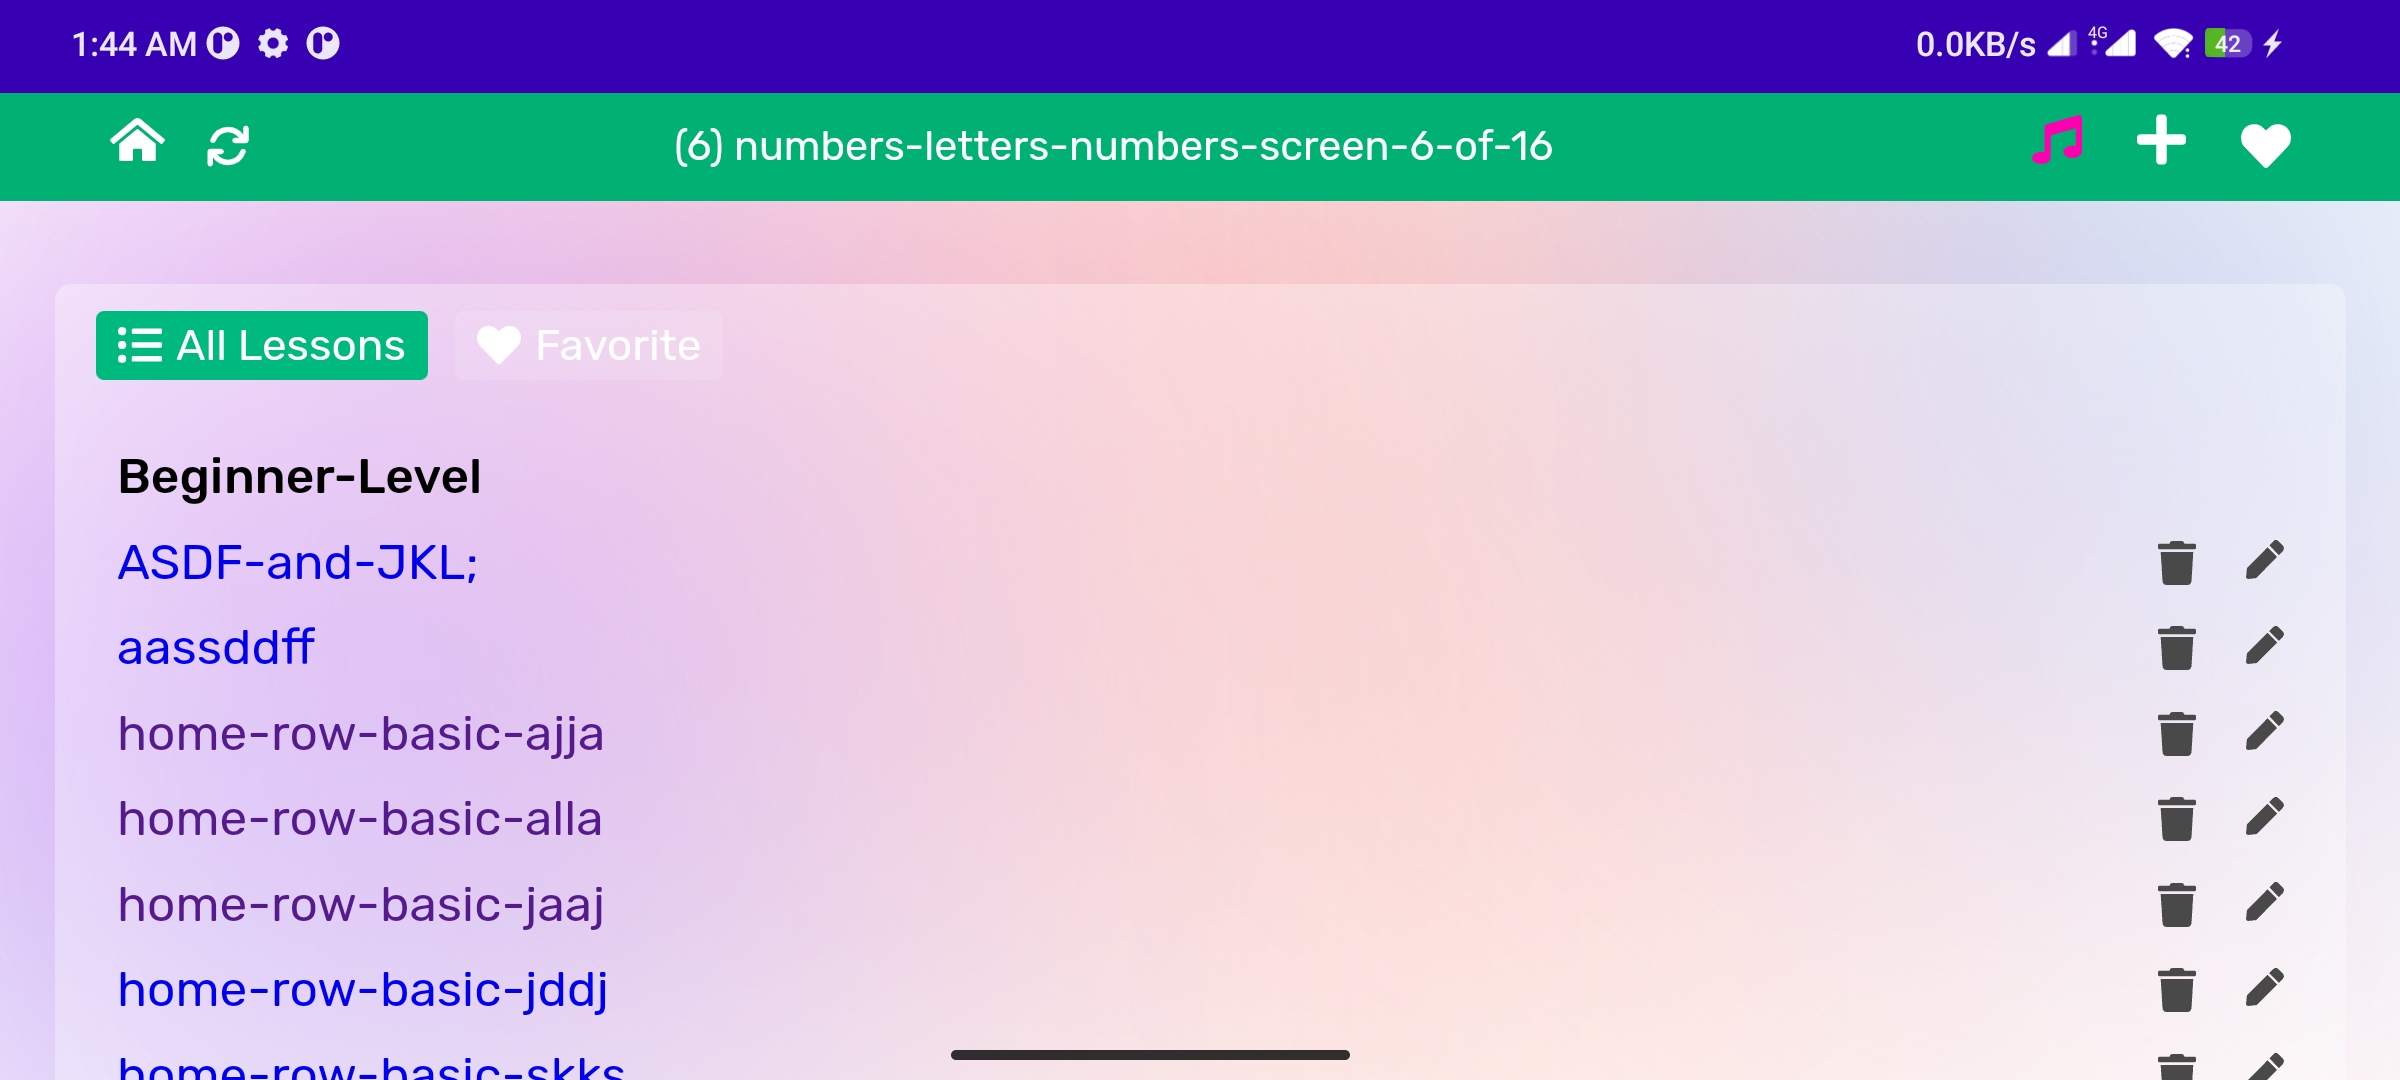 1:44 AM
0.0KB/s 4G 42
(6) numbers-letters-numbers-screen-6-of-16
All Lessons Favorite
Beginner-Level
ASDF-and-JKL;
aassddff
home-row-basic-ajja
home-row-basic-alla
home-row-basic-jaaj
home-row-basic-jddj
home-row-basic-skks